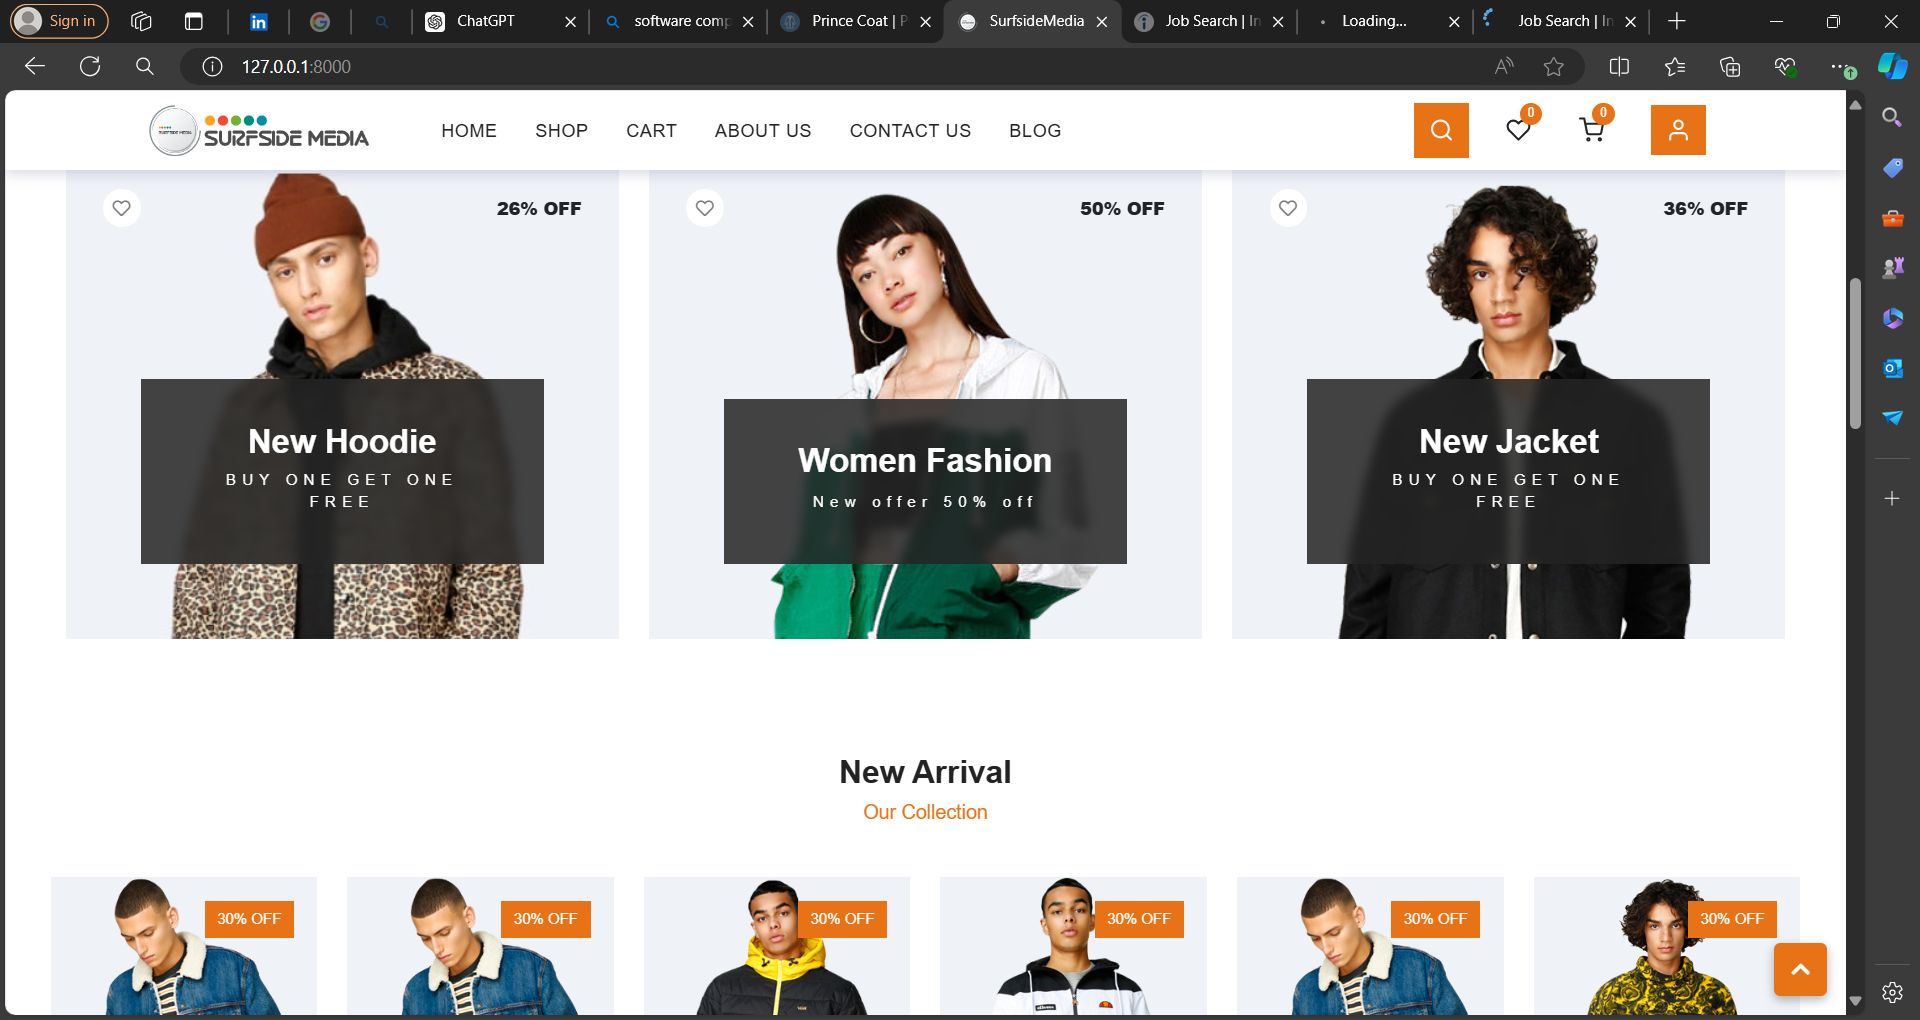 Sign in
ChatGPT
software comp
Prince Coat | P
SurfsideMedia
Job Search | In
Loading...
Job Search | In
127.0.0.1:8000
SURFSIDE MEDIA
HOME
SHOP
CART
ABOUT US
CONTACT US
BLOG
0
0
26% OFF
50% OFF
36% OFF
New Hoodie
BUY ONE GET ONE
FREE
Women Fashion
New offer 50% off
New Jacket
BUY ONE GET ONE
FREE
New Arrival
Our Collection
30% OFF
30% OFF
30% OFF
30% OFF
30% OFF
30% OFF